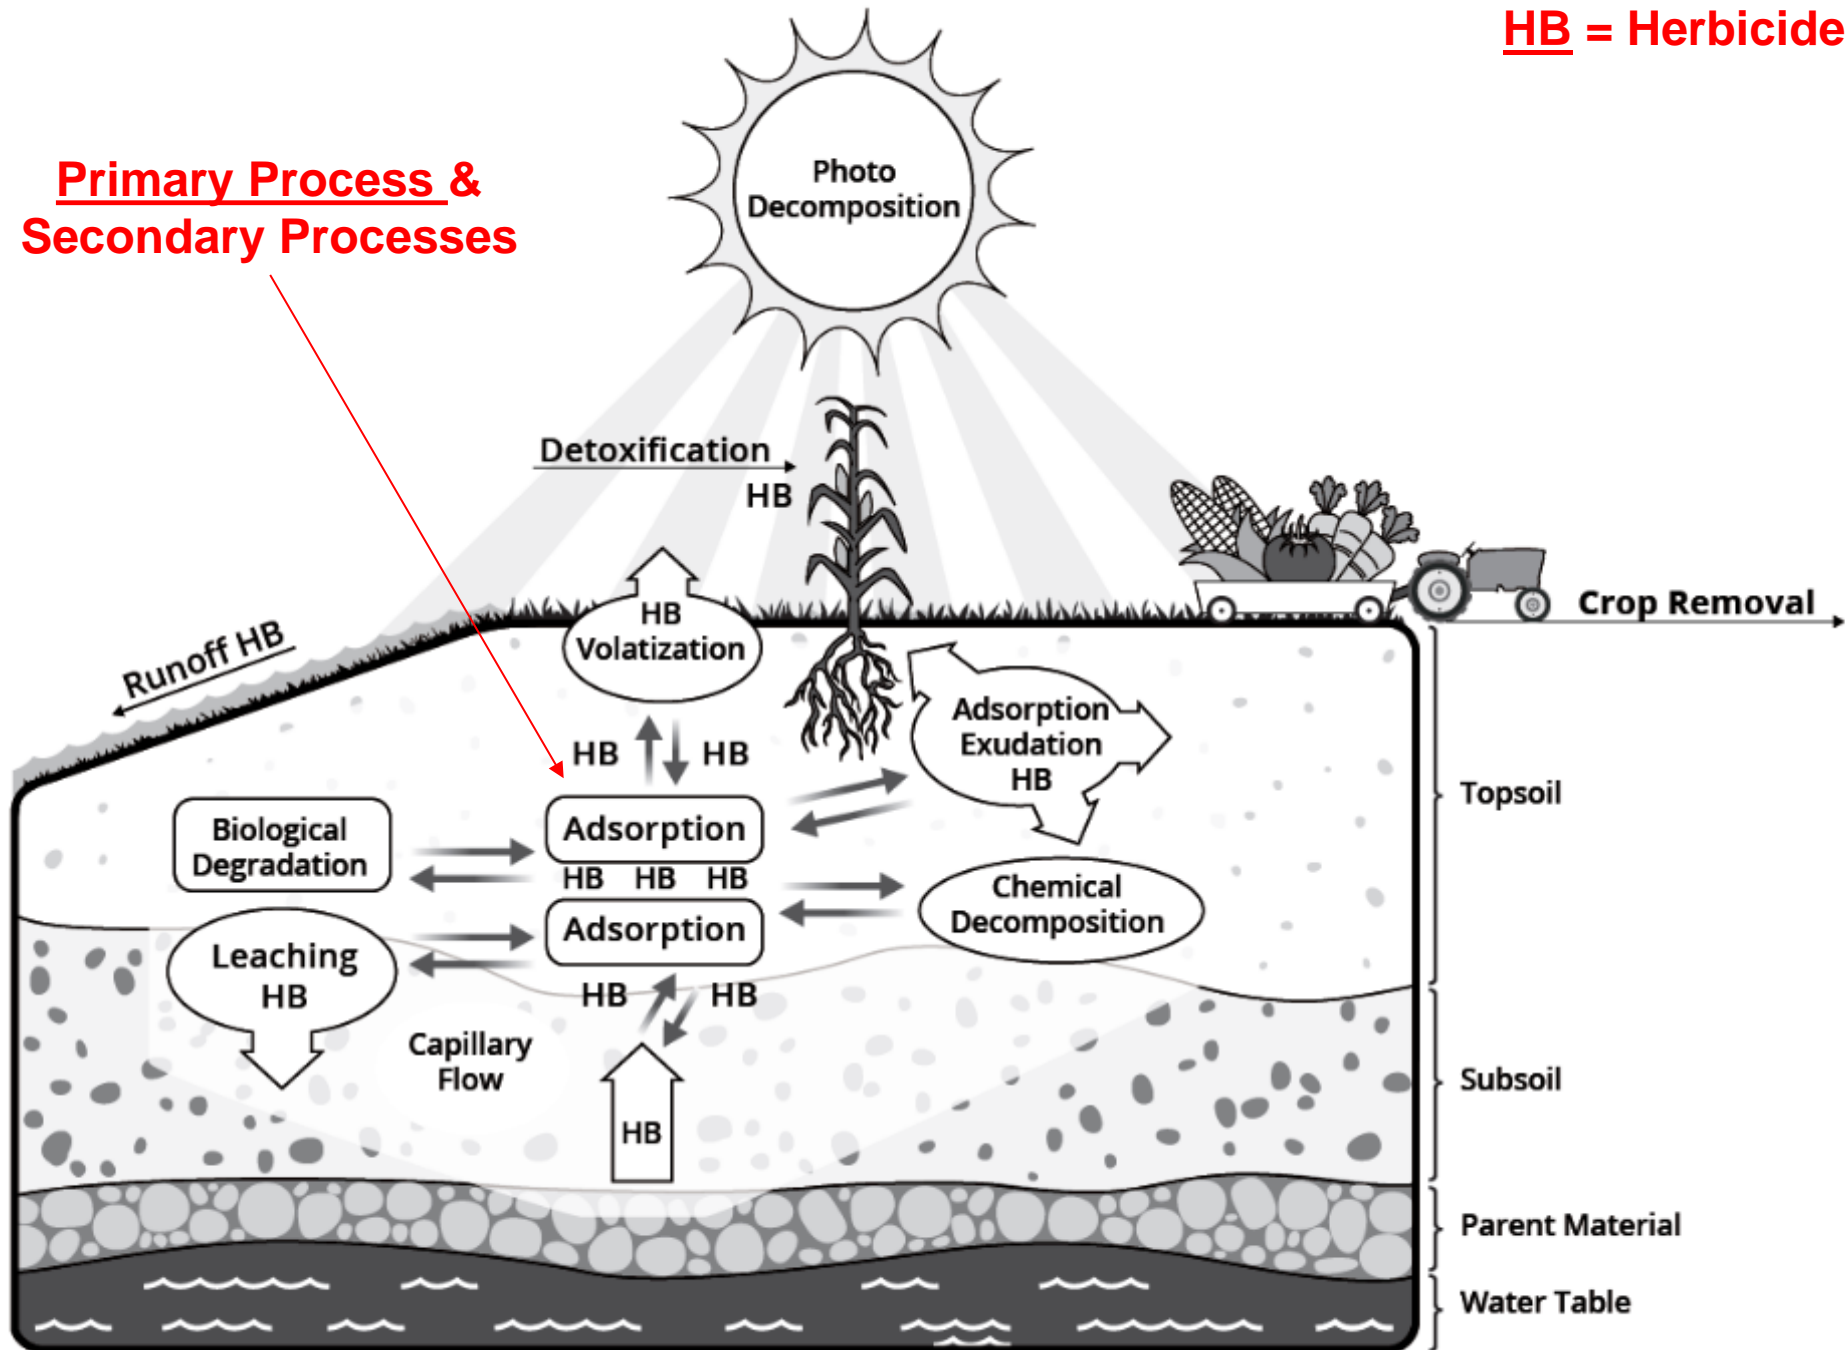 HB = Herbicide
Primary Process &
Secondary Processes
Photo
Decomposition
Detoxification
HB
Crop Removal
Runoff HB
HB
Volatization
HB
HB
Adsorption
Exudation
HB
Topsoil
Biological
Degradation
Adsorption
HB HB HB
Adsorption
Chemical
Decomposition
Leaching
HB
HB
HB
Capillary
Flow
HB
Subsoil
Parent Material
Water Table